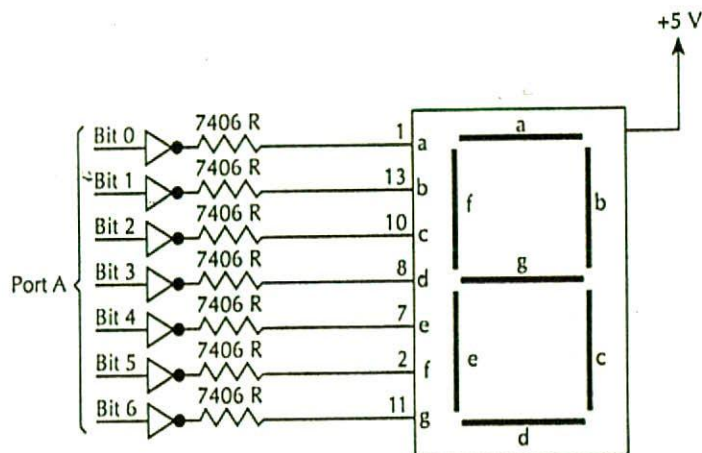 +5 V
7406 R
Bit 0
1
a
a
7406 R
Bit 1
13
b
f
b
7406 R
Bit 2
10
c
7406 R
g
Port A
Bit 3
8
d
7406 R
Bit 4
7
e
7406 R
e
c
Bit 5
2
f
7406 R
Bit 6
11
g
d